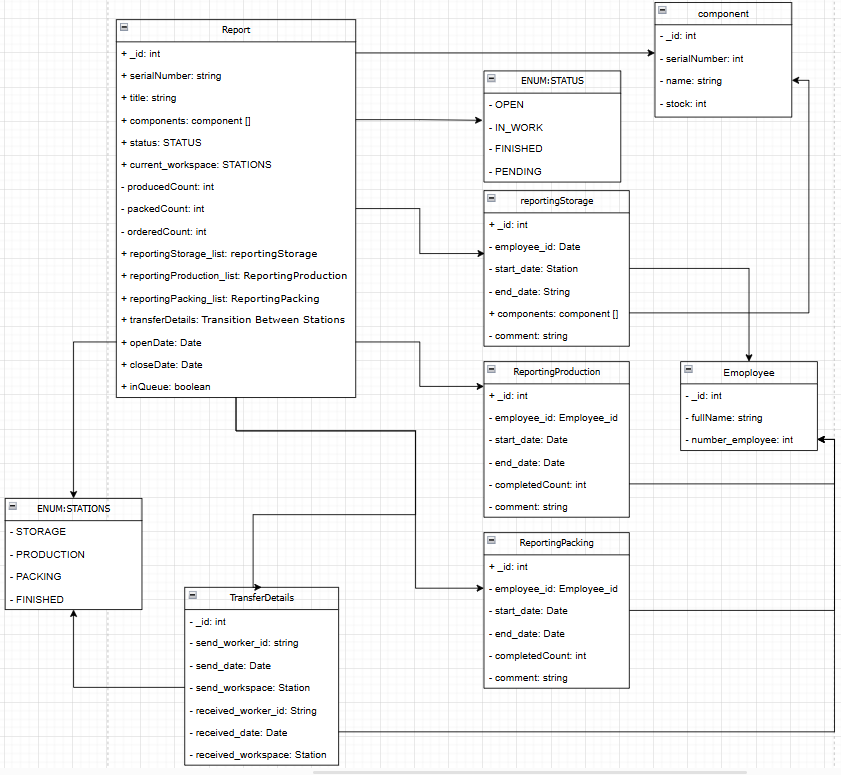 Report
+ _id: int
+ serialNumber: string
+ title: string
+ components: component []
+ status: STATUS
+ current_workspace: STATIONS
- producedCount: int
- packedCount: int
- orderedCount: int
+ reportingStorage_list: reportingStorage
+ reportingProduction_list: ReportingProduction
+ reportingPacking_list: ReportingPacking
+ transferDetails: Transition Between Stations
+ openDate: Date
+ closeDate: Date
+ inQueue: boolean
component
- _id: int
- serialNumber: int
- name: string
- stock: int
ENUM:STATUS
- OPEN
- IN_WORK
- FINISHED
- PENDING
reportingStorage
+ _id: int
- employee_id: Date
- start_date: Station
- end_date: String
+ components: component []
- comment: string
ReportingProduction
+ _id: int
- employee_id: Employee_id
- start_date: Date
- end_date: Date
- completedCount: int
- comment: string
Emoployee
- _id: int
- fullName: string
- number_employee: int
ENUM:STATIONS
- STORAGE
- PRODUCTION
- PACKING
- FINISHED
ReportingPacking
+ _id: int
- employee_id: Employee_id
- start_date: Date
- end_date: Date
- completedCount: int
- comment: string
TransferDetails
- _id: int
- send_worker_id: string
- send_date: Date
- send_workspace: Station
- received_worker_id: String
- received_date: Date
- received_workspace: Station